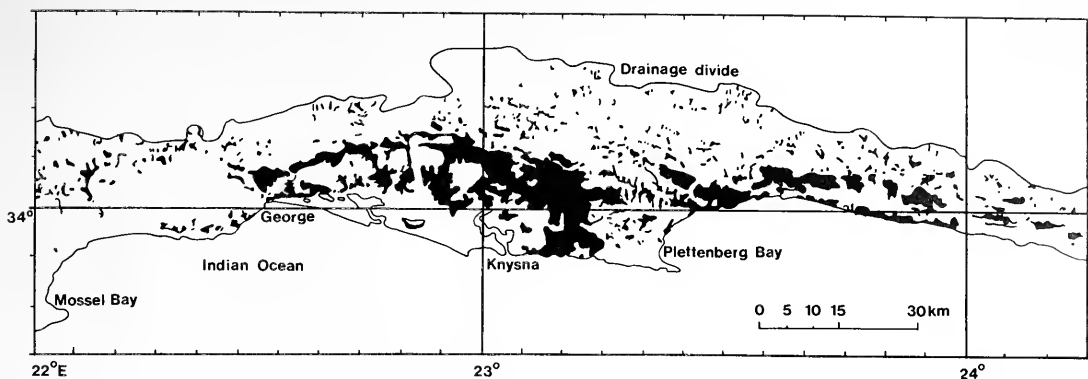 Drainage divide
34°
George
Indian Ocean
Knysna
Plettenberg Bay
Mossel Bay
0 5 10 15 30 km
22°E
23°
24°